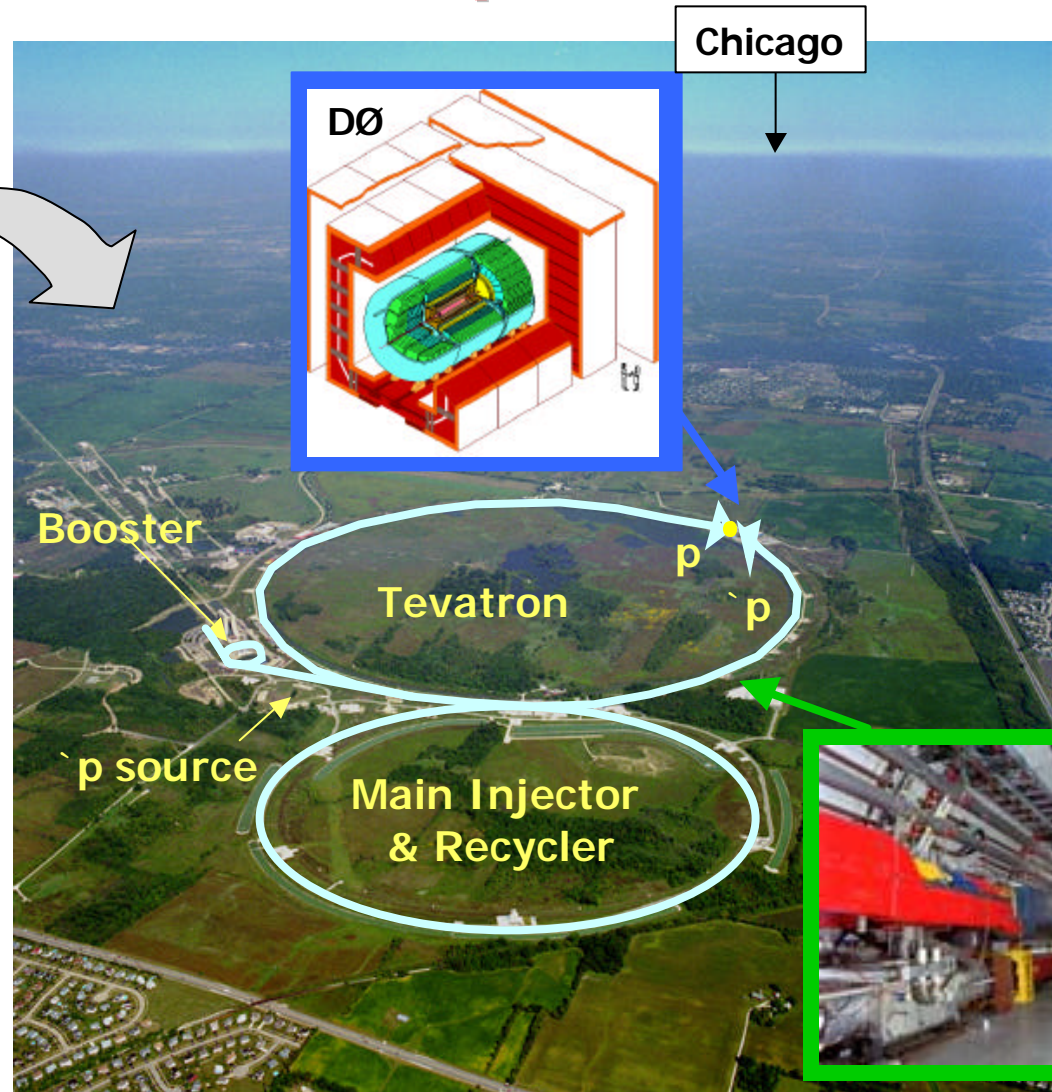 Chicago
DØ
Booster
p
Tevatron
`p
`p source
Main Injector
& Recycler